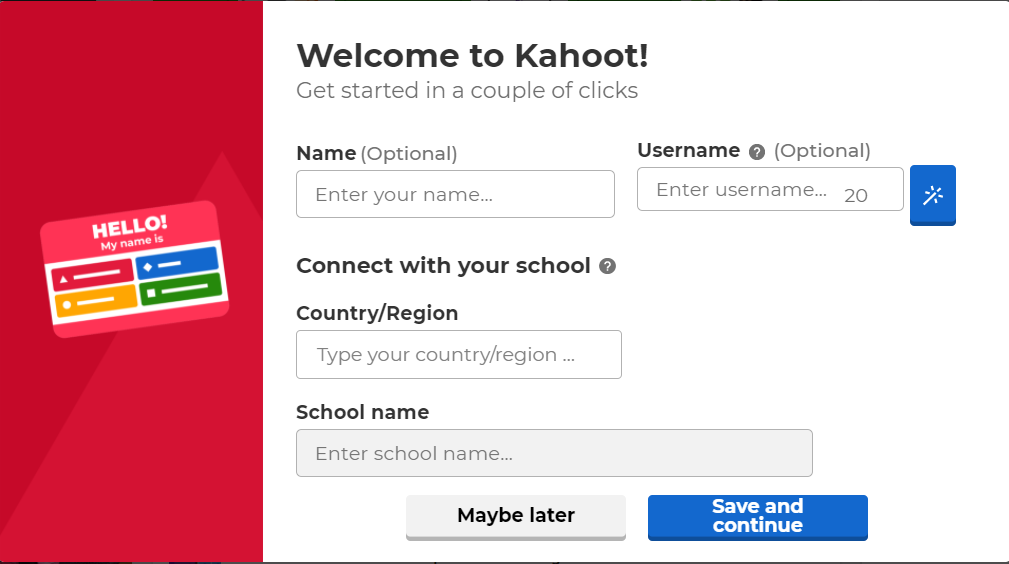 Welcome to Kahoot!
Get started in a couple of clicks
Name (Optional)
Enter your name...
Username ? (Optional)
Enter username... 20
HELLO!
My name is
Connect with your school ?
Country/Region
Type your country/region ...
School name
Enter school name...
Maybe later
Save and
continue